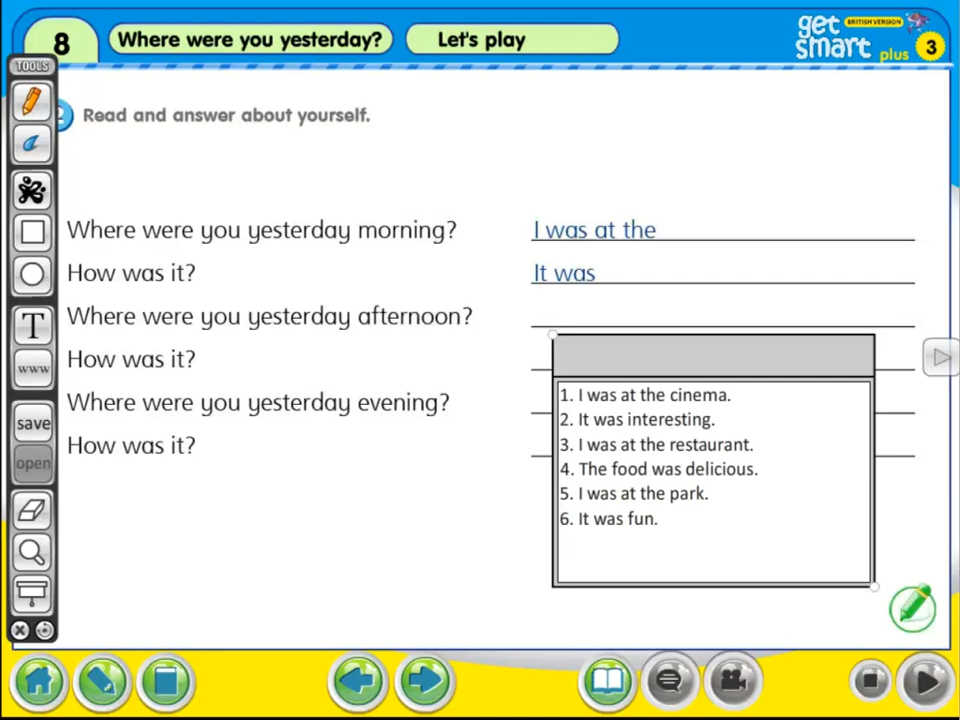 8
Where were you yesterday?
Let's play
get smart plus 3
BRITISH VERSION
TOOLS
2 Read and answer about yourself.
Where were you yesterday morning? I was at the
How was it? It was
Where were you yesterday afternoon?
How was it?
Where were you yesterday evening?
How was it?
1. I was at the cinema.
2. It was interesting.
3. I was at the restaurant.
4. The food was delicious.
5. I was at the park.
6. It was fun.
T
www
save
open